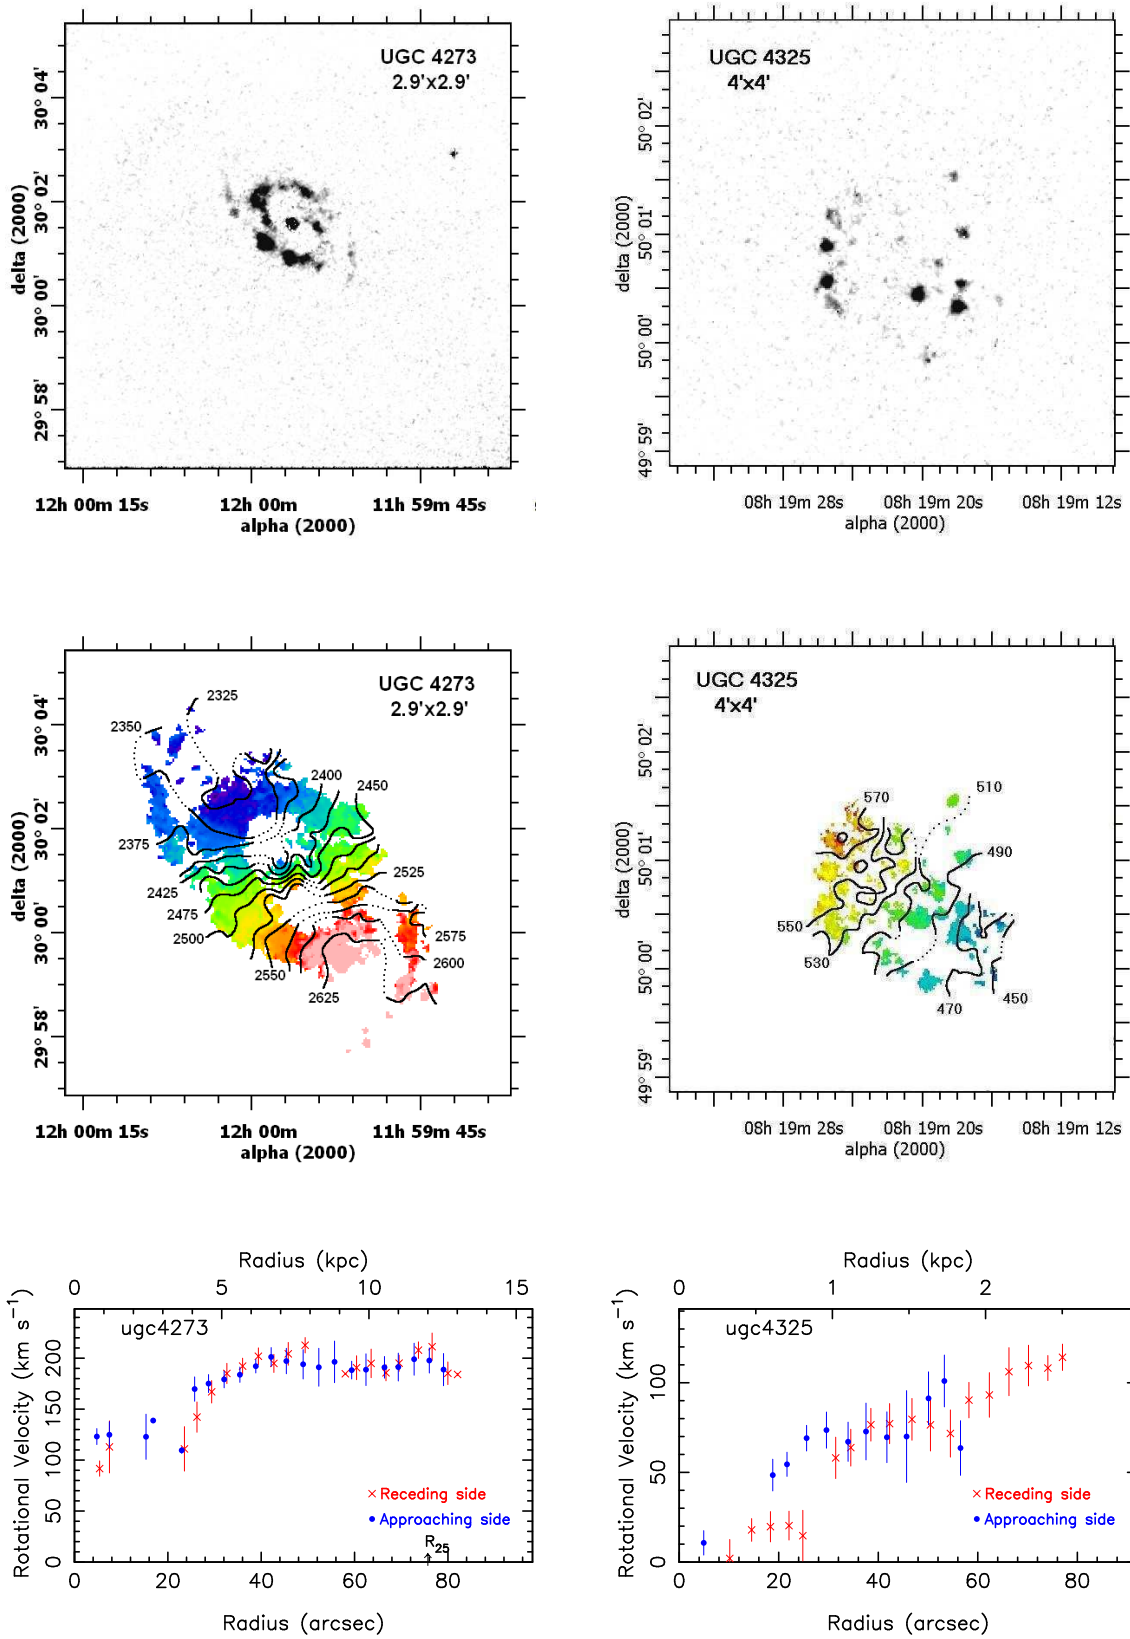 UGC 4273
2.9'x2.9'
30° 04'
30° 02'
30° 00'
29° 58'
delta (2000)
12h 00m 15s
12h 00m
11h 59m 45s
alpha (2000)
UGC 4325
4'x4'
50° 02'
50° 01'
50° 00'
49° 59'
delta (2000)
08h 19m 28s
08h 19m 20s
08h 19m 12s
alpha (2000)
UGC 4273
2.9'x2.9'
2325
2350
2400
2450
2375
2425
2475
2500
2525
2550
2575
2600
2625
30° 04'
30° 02'
30° 00'
29° 58'
delta (2000)
12h 00m 15s
12h 00m
11h 59m 45s
alpha (2000)
UGC 4325
4'x4'
570
510
490
550
530
470
450
50° 02'
50° 01'
50° 00'
49° 59'
delta (2000)
08h 19m 28s
08h 19m 20s
08h 19m 12s
alpha (2000)
Radius (kpc)
0 5 10 15
ugc4273
Rotational Velocity (km s⁻¹)
0 50 100 150 200
× Receding side
• Approaching side
R₂₅
0 20 40 60 80
Radius (arcsec)
Radius (kpc)
0 1 2
ugc4325
Rotational Velocity (km s⁻¹)
0 50 100
× Receding side
• Approaching side
0 20 40 60 80
Radius (arcsec)